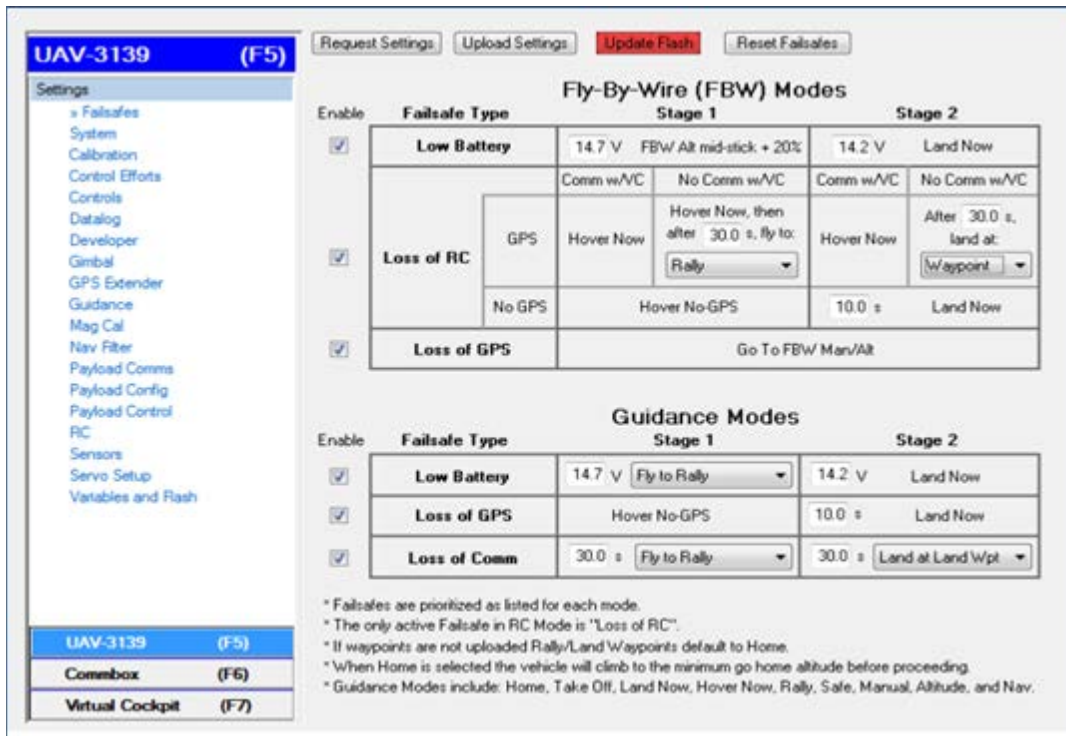 UAV-3139 (F5)
Settings
» Failsafes
System
Calibration
Control Efforts
Controls
Datalog
Developer
Gimbal
GPS Extender
Guidance
Mag Cal
Nav Filter
Payload Comms
Payload Config
Payload Control
RC
Sensors
Servo Setup
Variables and Flash
UAV-3139 (F5)
Commbox (F6)
Virtual Cockpit (F7)
Request Settings Upload Settings Update Flash Reset Failsafes
Fly-By-Wire (FBW) Modes
Enable Failsafe Type Stage 1 Stage 2
Low Battery 14.7 V FBW Alt mid-stick + 20% 14.2 V Land Now
Comm w/VC No Comm w/VC Comm w/VC No Comm w/VC
Loss of RC
GPS Hover Now
Hover Now, then
after 30.0 s, fly to:
Rally
Hover Now
After 30.0 s,
land at:
Waypoint
No GPS Hover No-GPS 10.0 s Land Now
Loss of GPS Go To FBW Man/Alt
Guidance Modes
Enable Failsafe Type Stage 1 Stage 2
Low Battery 14.7 V Fly to Rally 14.2 V Land Now
Loss of GPS Hover No-GPS 10.0 s Land Now
Loss of Comm 30.0 s Fly to Rally 30.0 s Land at Land Wpt
* Failsafes are prioritized as listed for each mode.
* The only active Failsafe in RC Mode is "Loss of RC".
* If waypoints are not uploaded Rally/Land Waypoints default to Home.
* When Home is selected the vehicle will climb to the minimum go home altitude before proceeding.
* Guidance Modes include: Home, Take Off, Land Now, Hover Now, Rally, Safe, Manual, Altitude, and Nav.